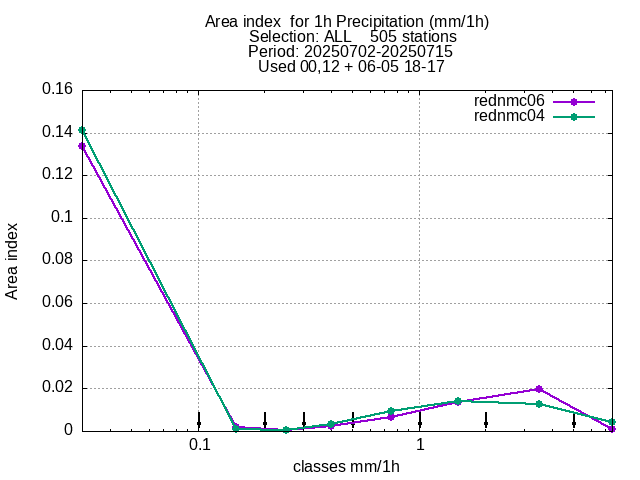 Area index  for 1h Precipitation (mm/1h)
Selection: ALL    505 stations
Period: 20250702-20250715
Used 00,12 + 06-05 18-17
rednmc06
rednmc04
0.16
0.14
0.12
0.1
0.08
0.06
0.04
0.02
0
Area index
0.1
1
classes mm/1h